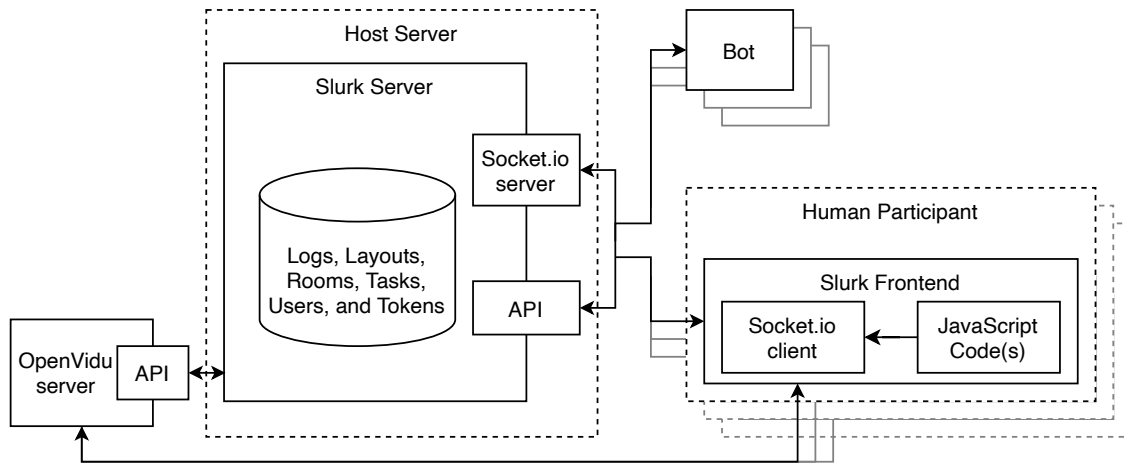 Host Server
Slurk Server
Socket.io
server
Logs, Layouts,
Rooms, Tasks,
Users, and Tokens
API
OpenVidu
server
API
Bot
Human Participant
Slurk Frontend
Socket.io
client
JavaScript
Code(s)